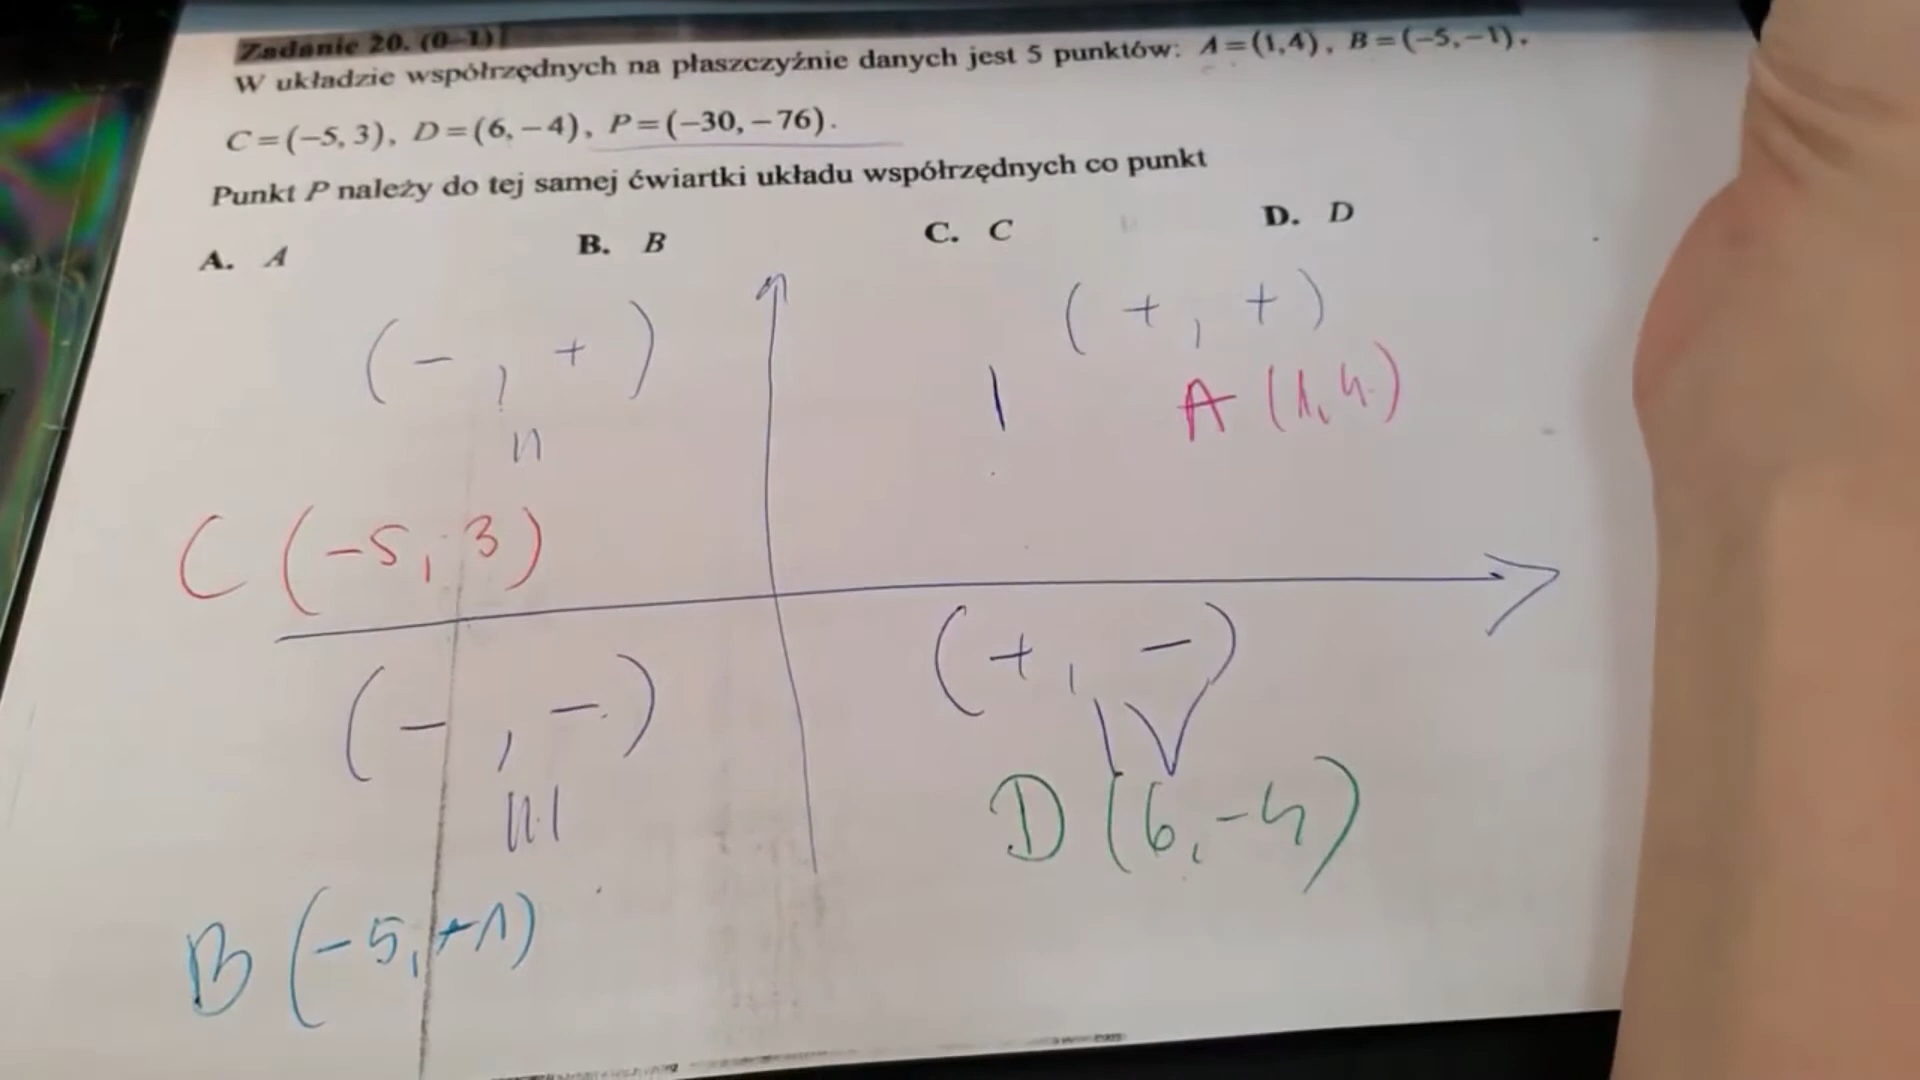 Zadanie 20. (0–1)
W układzie współrzędnych na płaszczyźnie danych jest 5 punktów: A=(1,4), B=(−5,−1),
C=(−5,3), D=(6,−4), P=(−30,−76).
Punkt P należy do tej samej ćwiartki układu współrzędnych co punkt
A. A B. B C. C D. D
(-, +) (+, +)
II I A (1,4)
C (-5, 3)
(-, -) (+, -)
III IV
D (6,-4)
B (-5,-1)